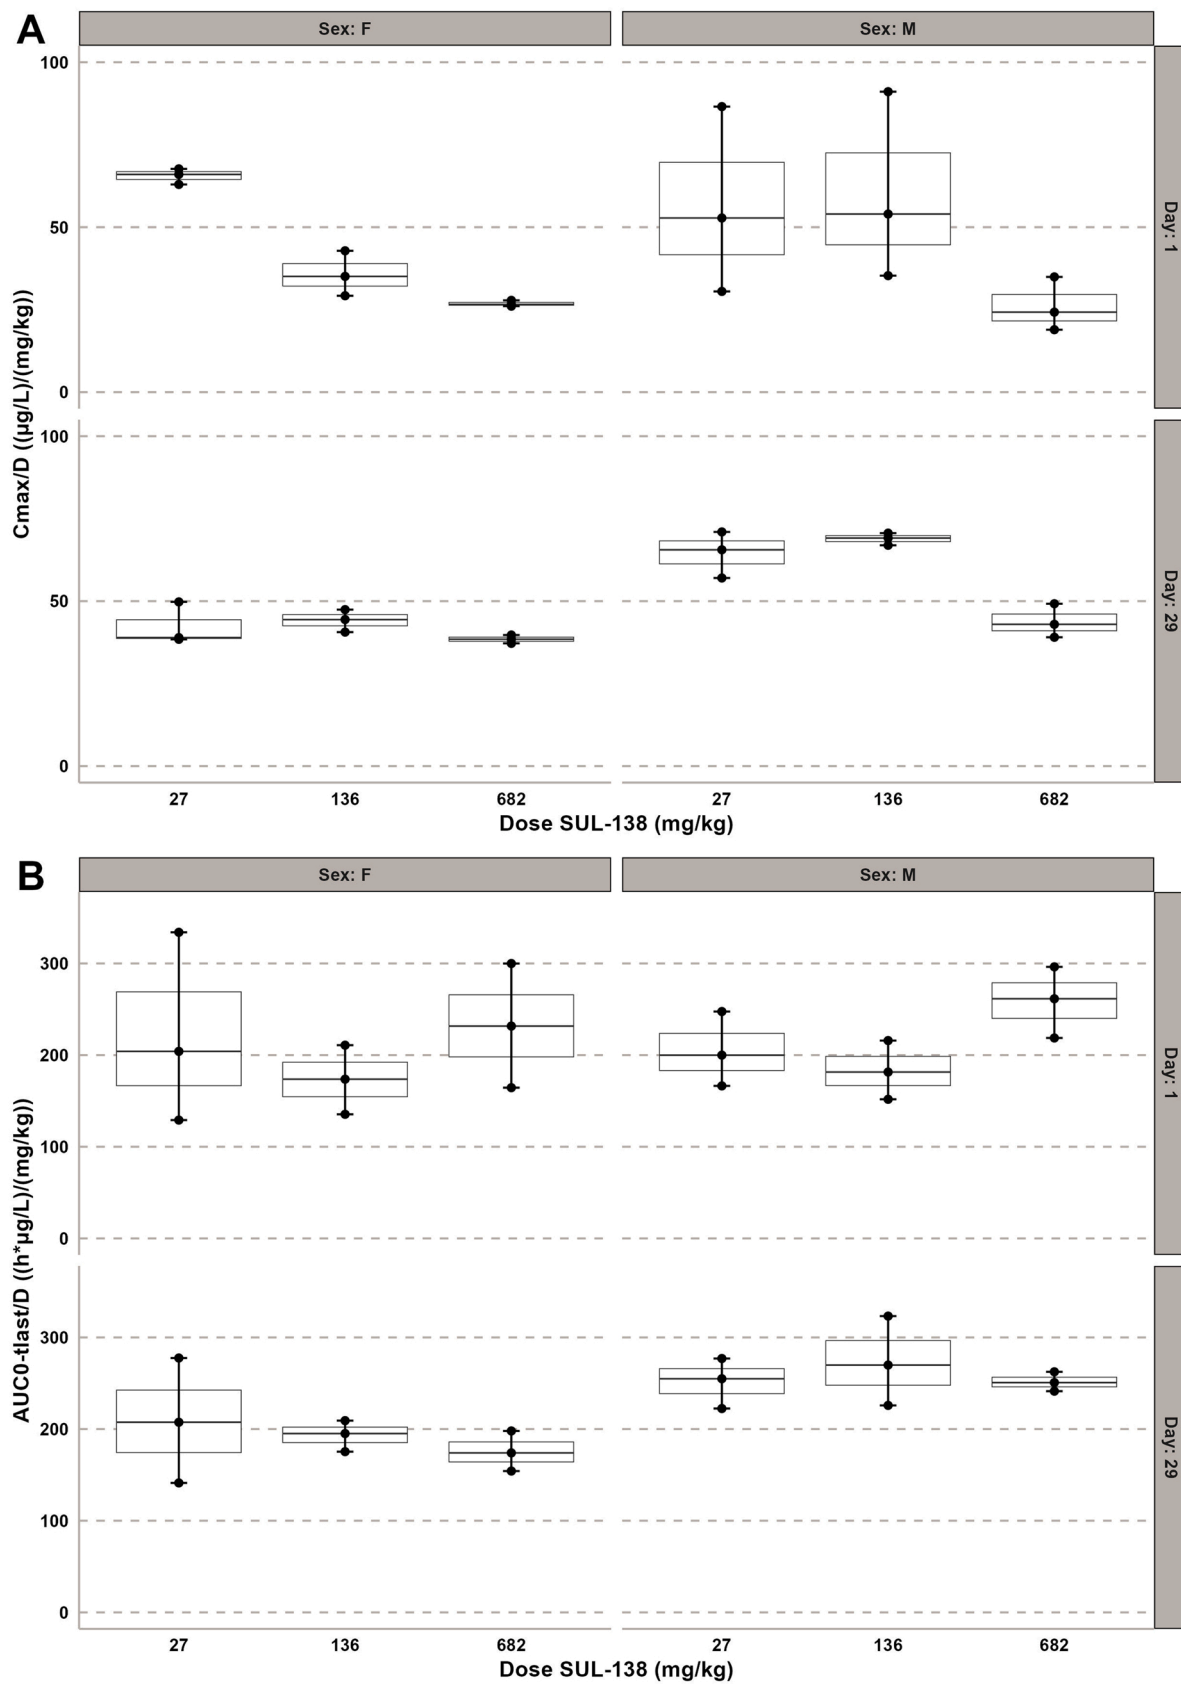 A
Sex: F
Sex: M
Cmax/D ((µg/L)/(mg/kg))
100
50
0
Day: 1
100
50
0
Day: 29
27
136
682
27
136
682
Dose SUL-138 (mg/kg)
B
Sex: F
Sex: M
AUC0-tlast/D ((h*µg/L)/(mg/kg))
300
200
100
0
Day: 1
300
200
100
0
Day: 29
27
136
682
27
136
682
Dose SUL-138 (mg/kg)